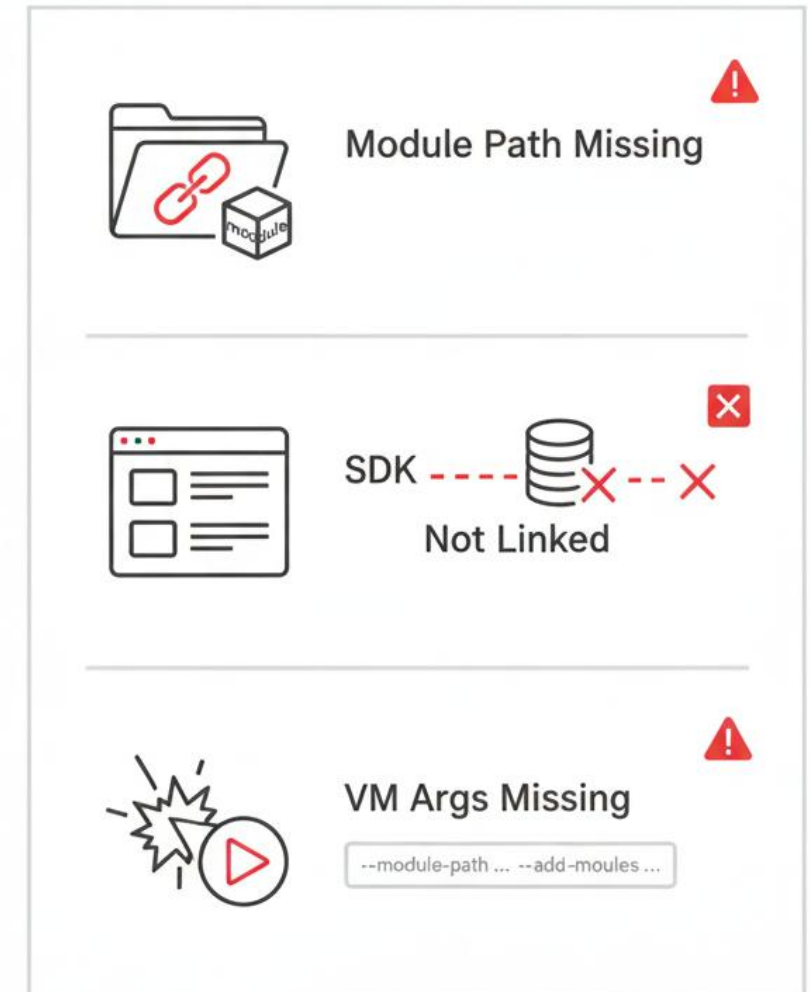 Module Path Missing
module
SDK
Not Linked
VM Args Missing
--module-path ... --add-moules ...